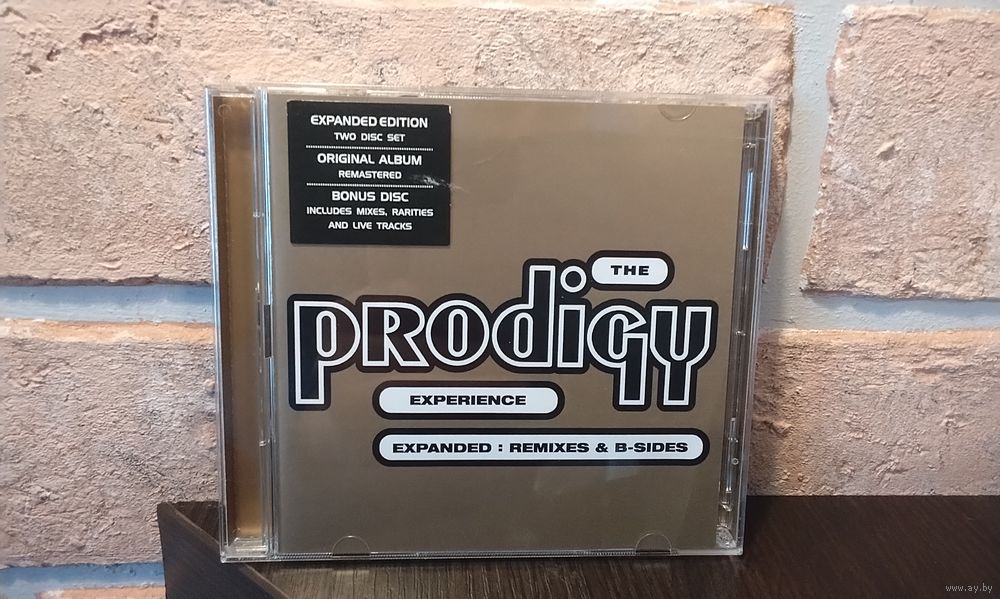 EXPANDED EDITION
TWO DISC SET
ORIGINAL ALBUM
REMASTERED
BONUS DISC
INCLUDES MIXES, RARITIES
AND LIVE TRACKS
THE
prodigy
EXPERIENCE
EXPANDED : REMIXES & B-SIDES
www.ay.by